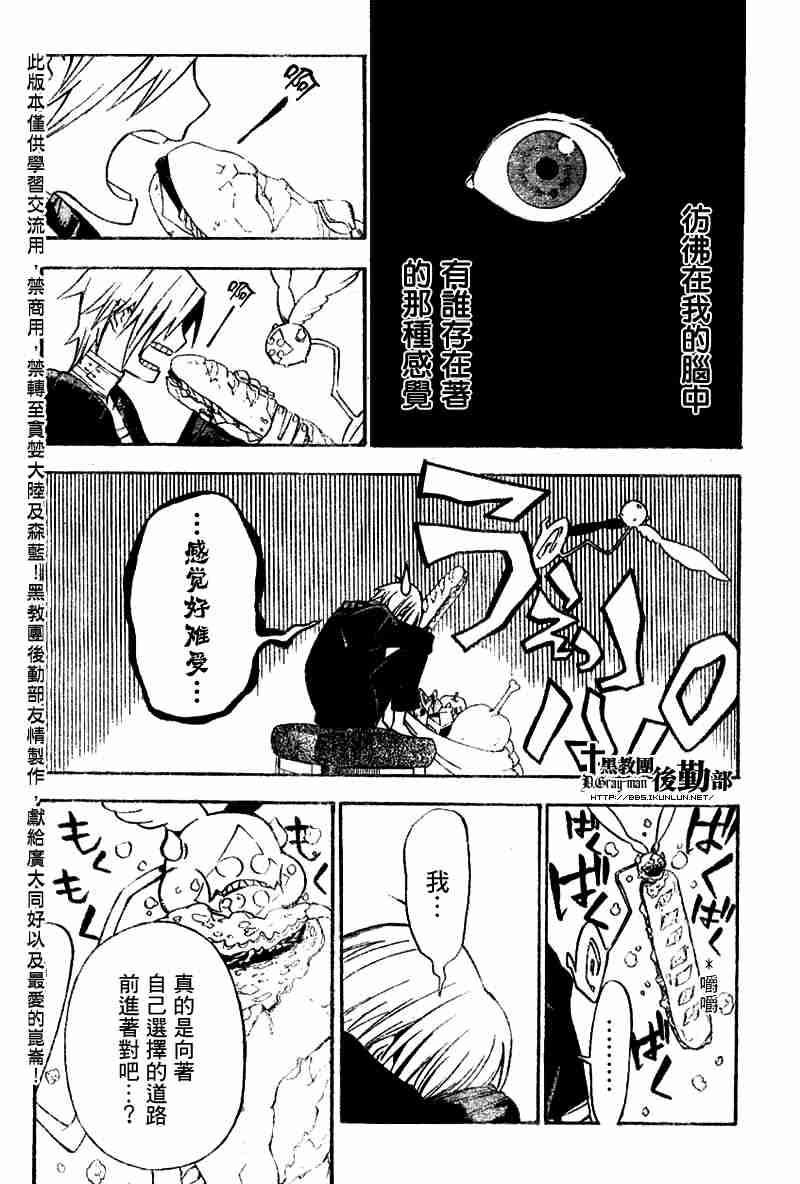 彷彿在我的腦中
有誰存在著
的那種感覺
啊
啊
…感觉好难受…
黑教團
D.Gray-man
後勤部
HTTP://BBS.IKUNLUN.NET/
ばくばく
ばくばく
*嚼嚼
………
我…
もくもく
もく
真的是向著
自己選擇的道路
前進著對吧…？
此版本僅供學習交流用，禁商用，禁轉至貪婪大陸及森藍！黑教團後勤部友情製作，獻給廣大同好以及最愛的崑崙！